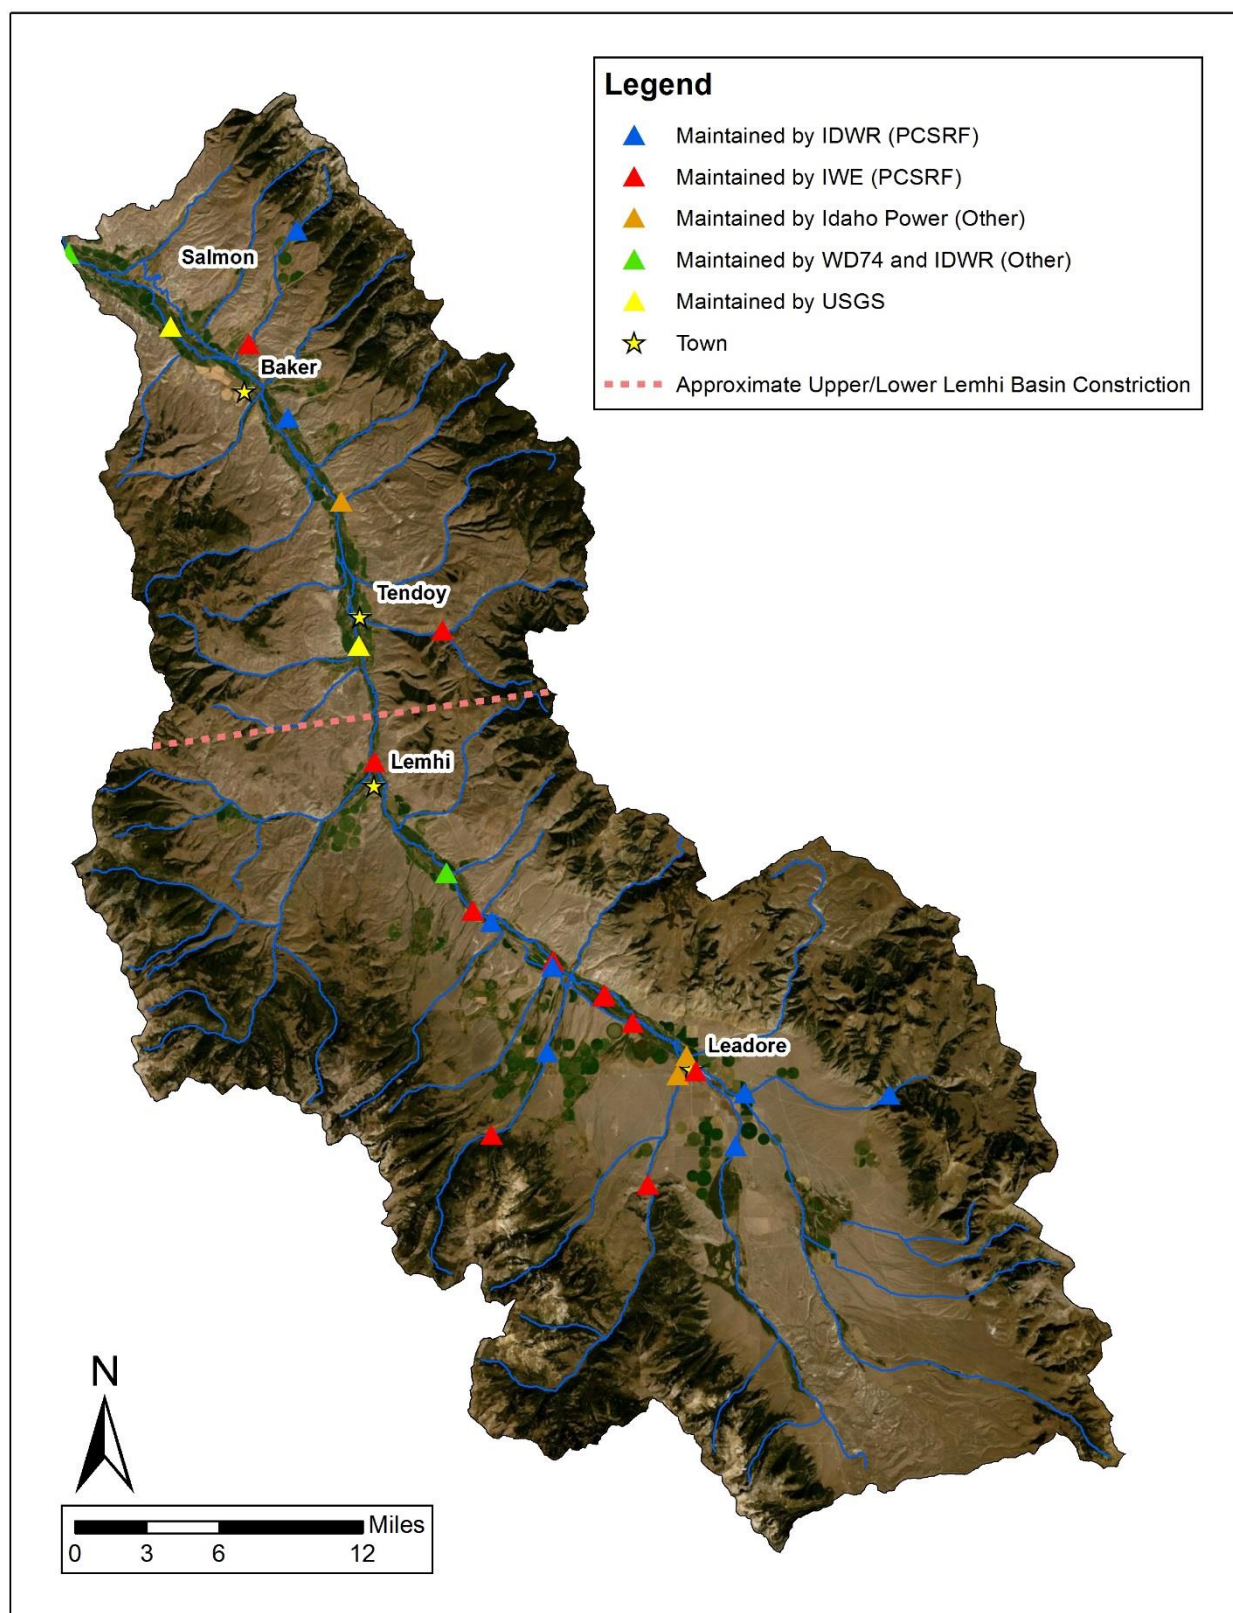 Legend
Maintained by IDWR (PCSRF)
Maintained by IWE (PCSRF)
Maintained by Idaho Power (Other)
Maintained by WD74 and IDWR (Other)
Maintained by USGS
Town
Approximate Upper/Lower Lemhi Basin Constriction
Salmon
Baker
Tendoy
Lemhi
Leadore
N
Miles
0 3 6 12